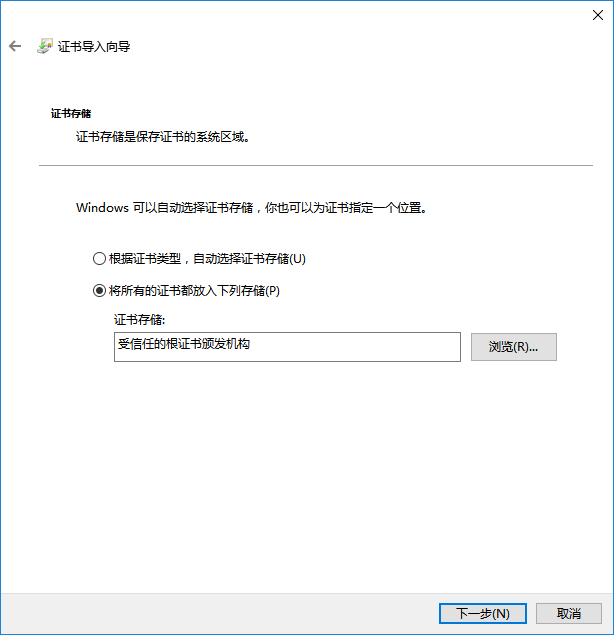 证书导入向导
证书存储
证书存储是保存证书的系统区域。
Windows 可以自动选择证书存储，你也可以为证书指定一个位置。
根据证书类型，自动选择证书存储(U)
将所有的证书都放入下列存储(P)
证书存储:
受信任的根证书颁发机构
浏览(R)...
下一步(N)
取消